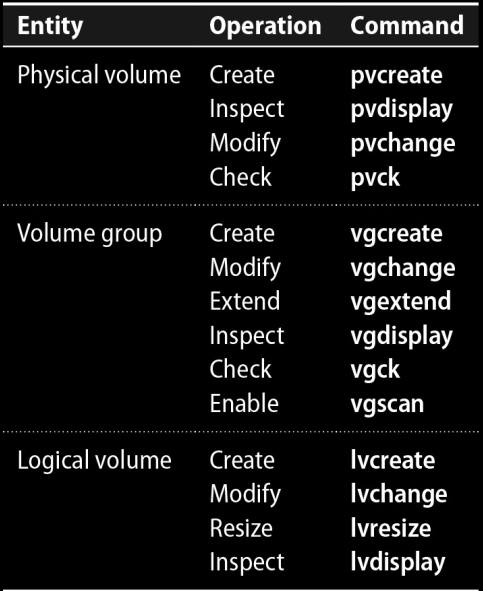 Entity Operation Command
Physical volume Create pvcreate
Inspect pvdisplay
Modify pvchange
Check pvck
Volume group Create vgcreate
Modify vgchange
Extend vgextend
Inspect vgdisplay
Check vgck
Enable vgscan
Logical volume Create lvcreate
Modify lvchange
Resize lvresize
Inspect lvdisplay